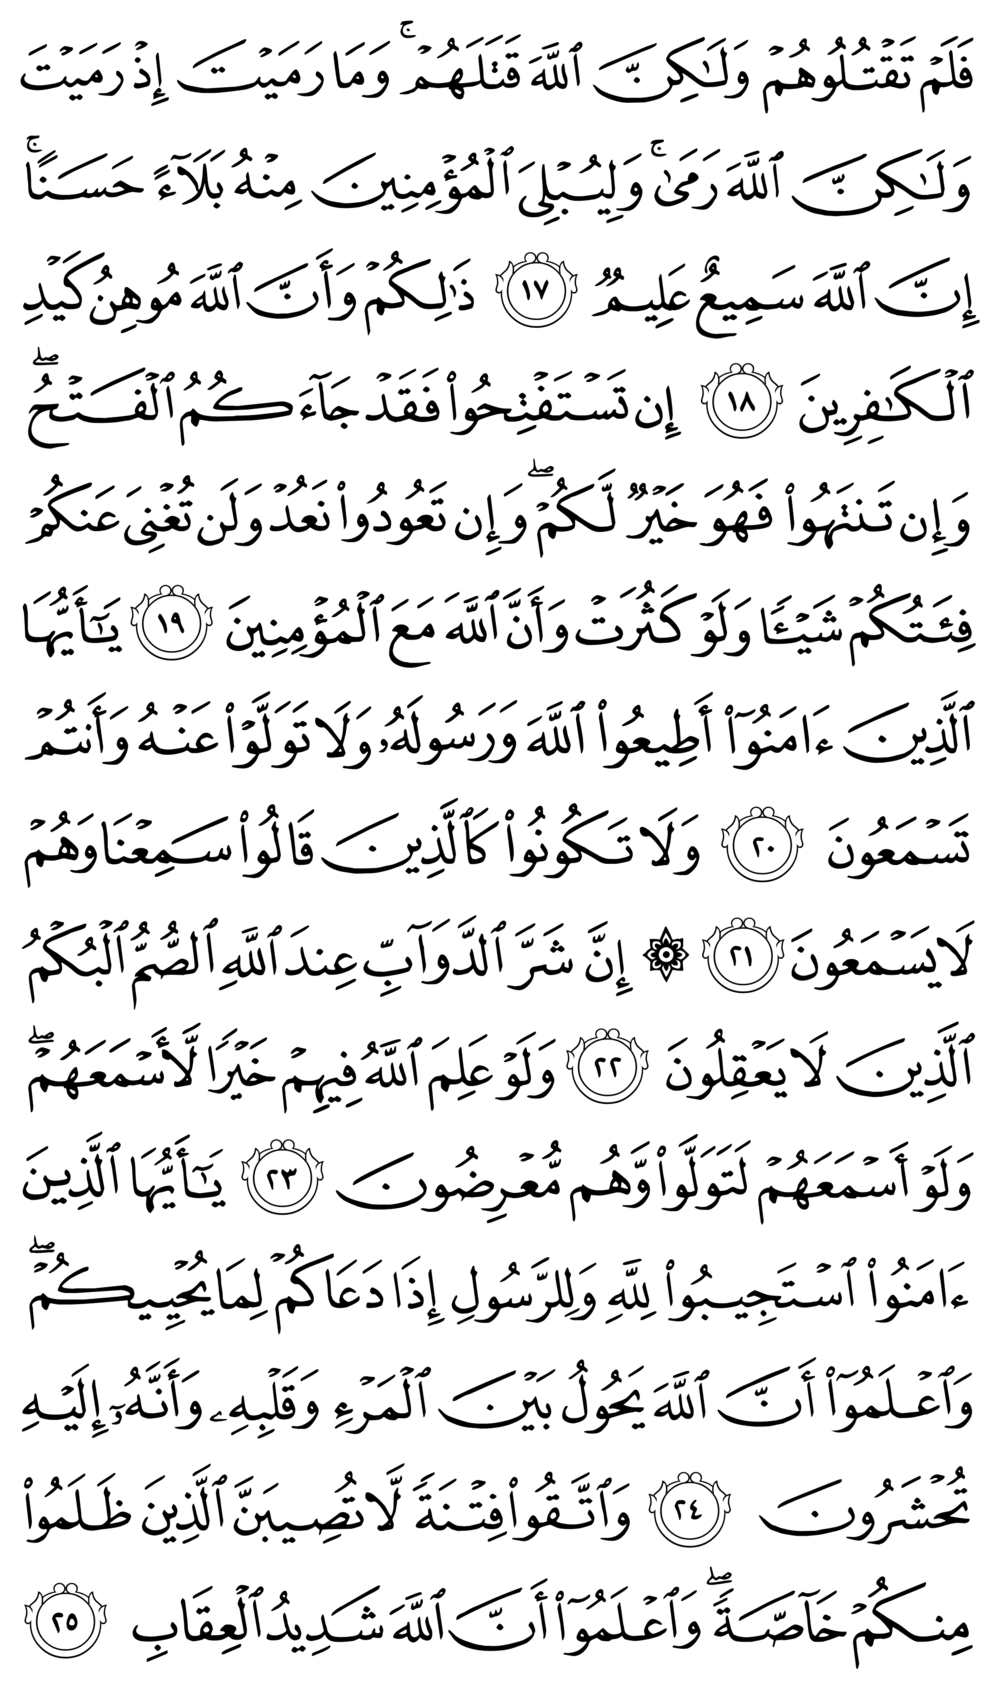 فَلَمْ تَقْتُلُوهُمْ وَلَٰكِنَّ ٱللَّهَ قَتَلَهُمْ ۚ وَمَا رَمَيْتَ إِذْ رَمَيْتَ
وَلَٰكِنَّ ٱللَّهَ رَمَىٰ ۚ وَلِيُبْلِىَ ٱلْمُؤْمِنِينَ مِنْهُ بَلَآءً حَسَنًا ۚ
إِنَّ ٱللَّهَ سَمِيعٌ عَلِيمٌ ١٧ ذَٰلِكُمْ وَأَنَّ ٱللَّهَ مُوهِنُ كَيْدِ
ٱلْكَٰفِرِينَ ١٨ إِن تَسْتَفْتِحُوا۟ فَقَدْ جَآءَكُمُ ٱلْفَتْحُ ۖ
وَإِن تَنتَهُوا۟ فَهُوَ خَيْرٌ لَّكُمْ ۖ وَإِن تَعُودُوا۟ نَعُدْ وَلَن تُغْنِىَ عَنكُمْ
فِئَتُكُمْ شَيْـًٔا وَلَوْ كَثُرَتْ وَأَنَّ ٱللَّهَ مَعَ ٱلْمُؤْمِنِينَ ١٩ يَٰٓأَيُّهَا
ٱلَّذِينَ ءَامَنُوٓا۟ أَطِيعُوا۟ ٱللَّهَ وَرَسُولَهُۥ وَلَا تَوَلَّوْا۟ عَنْهُ وَأَنتُمْ
تَسْمَعُونَ ٢٠ وَلَا تَكُونُوا۟ كَٱلَّذِينَ قَالُوا۟ سَمِعْنَا وَهُمْ
لَا يَسْمَعُونَ ٢١ ۞ إِنَّ شَرَّ ٱلدَّوَآبِّ عِندَ ٱللَّهِ ٱلصُّمُّ ٱلْبُكْمُ
ٱلَّذِينَ لَا يَعْقِلُونَ ٢٢ وَلَوْ عَلِمَ ٱللَّهُ فِيهِمْ خَيْرًا لَّأَسْمَعَهُمْ ۖ
وَلَوْ أَسْمَعَهُمْ لَتَوَلَّوا۟ وَّهُم مُّعْرِضُونَ ٢٣ يَٰٓأَيُّهَا ٱلَّذِينَ
ءَامَنُوا۟ ٱسْتَجِيبُوا۟ لِلَّهِ وَلِلرَّسُولِ إِذَا دَعَاكُمْ لِمَا يُحْيِيكُمْ ۖ
وَٱعْلَمُوٓا۟ أَنَّ ٱللَّهَ يَحُولُ بَيْنَ ٱلْمَرْءِ وَقَلْبِهِۦ وَأَنَّهُۥٓ إِلَيْهِ
تُحْشَرُونَ ٢٤ وَٱتَّقُوا۟ فِتْنَةً لَّا تُصِيبَنَّ ٱلَّذِينَ ظَلَمُوا۟
مِنكُمْ خَآصَّةً ۖ وَٱعْلَمُوٓا۟ أَنَّ ٱللَّهَ شَدِيدُ ٱلْعِقَابِ ٢٥